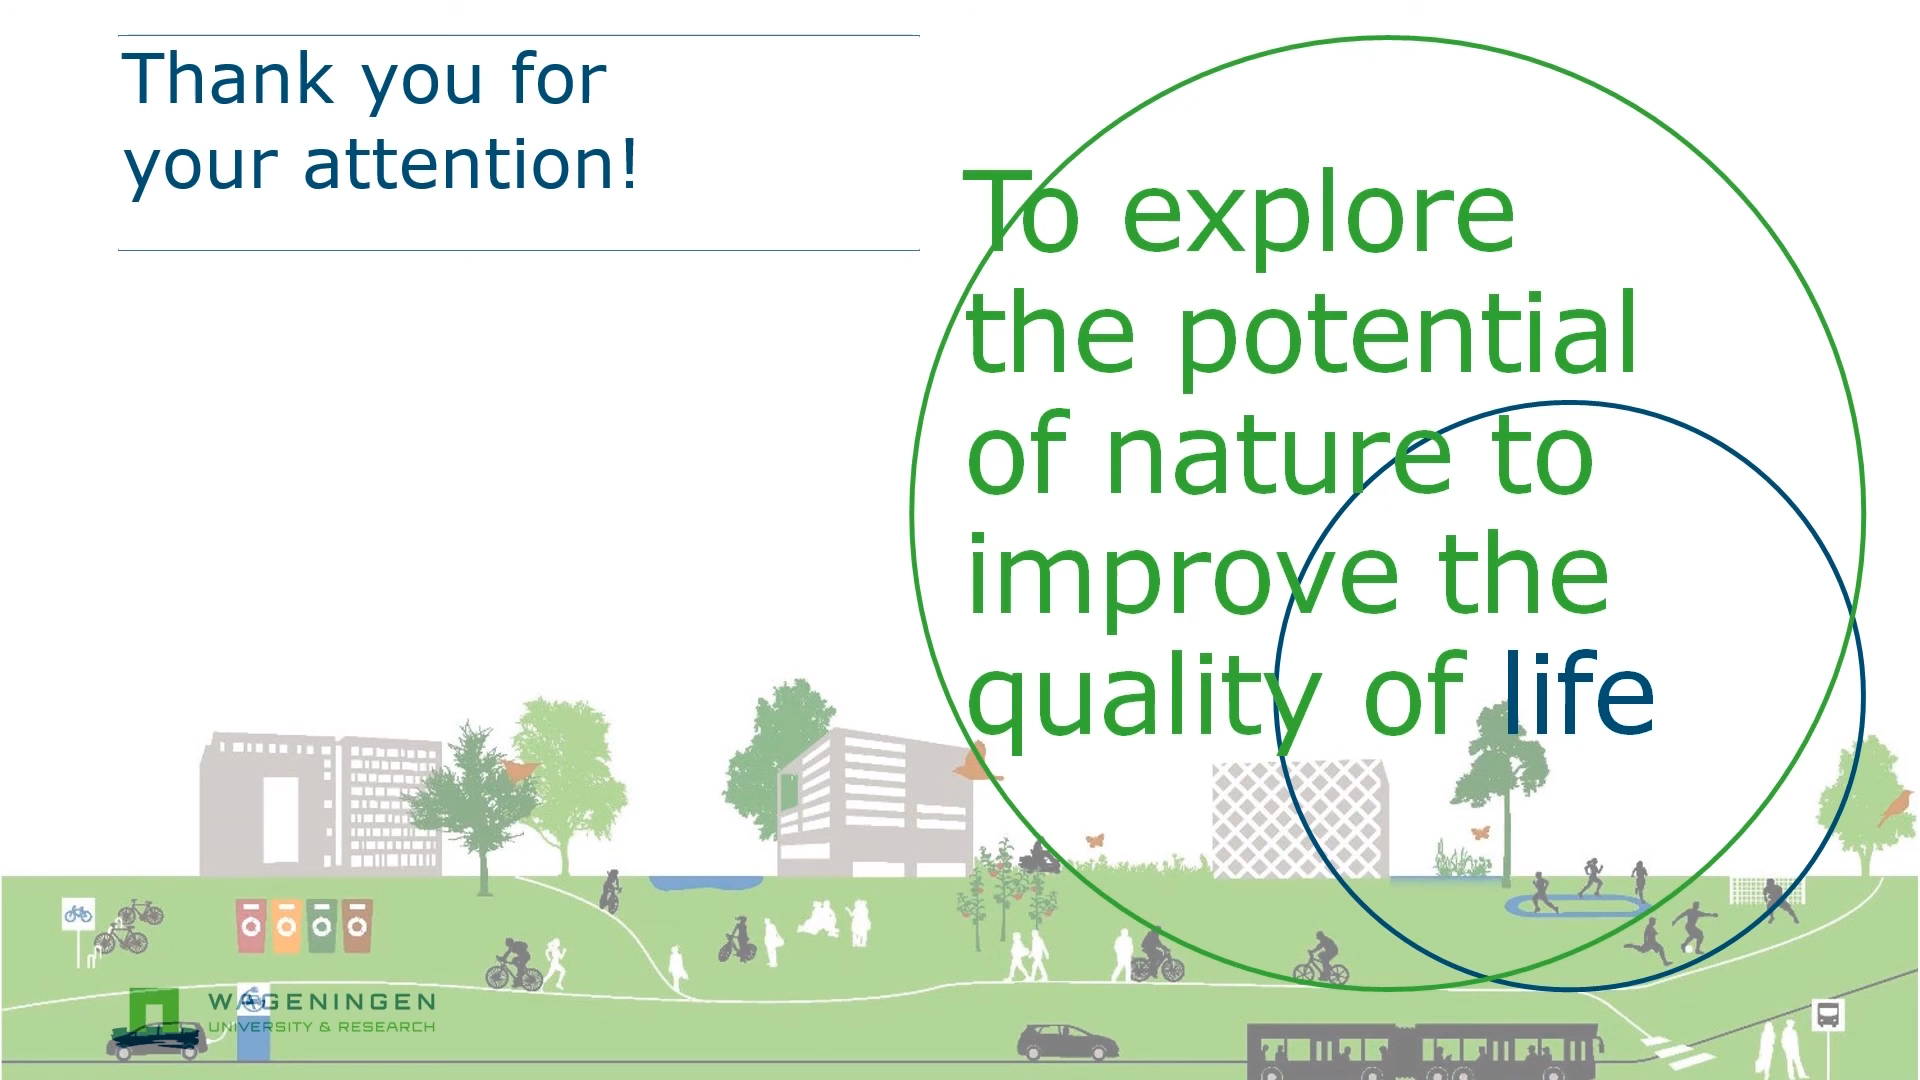 Thank you for
your attention!
To explore
the potential
of nature to
improve the
quality of life
WAGENINGEN
UNIVERSITY & RESEARCH